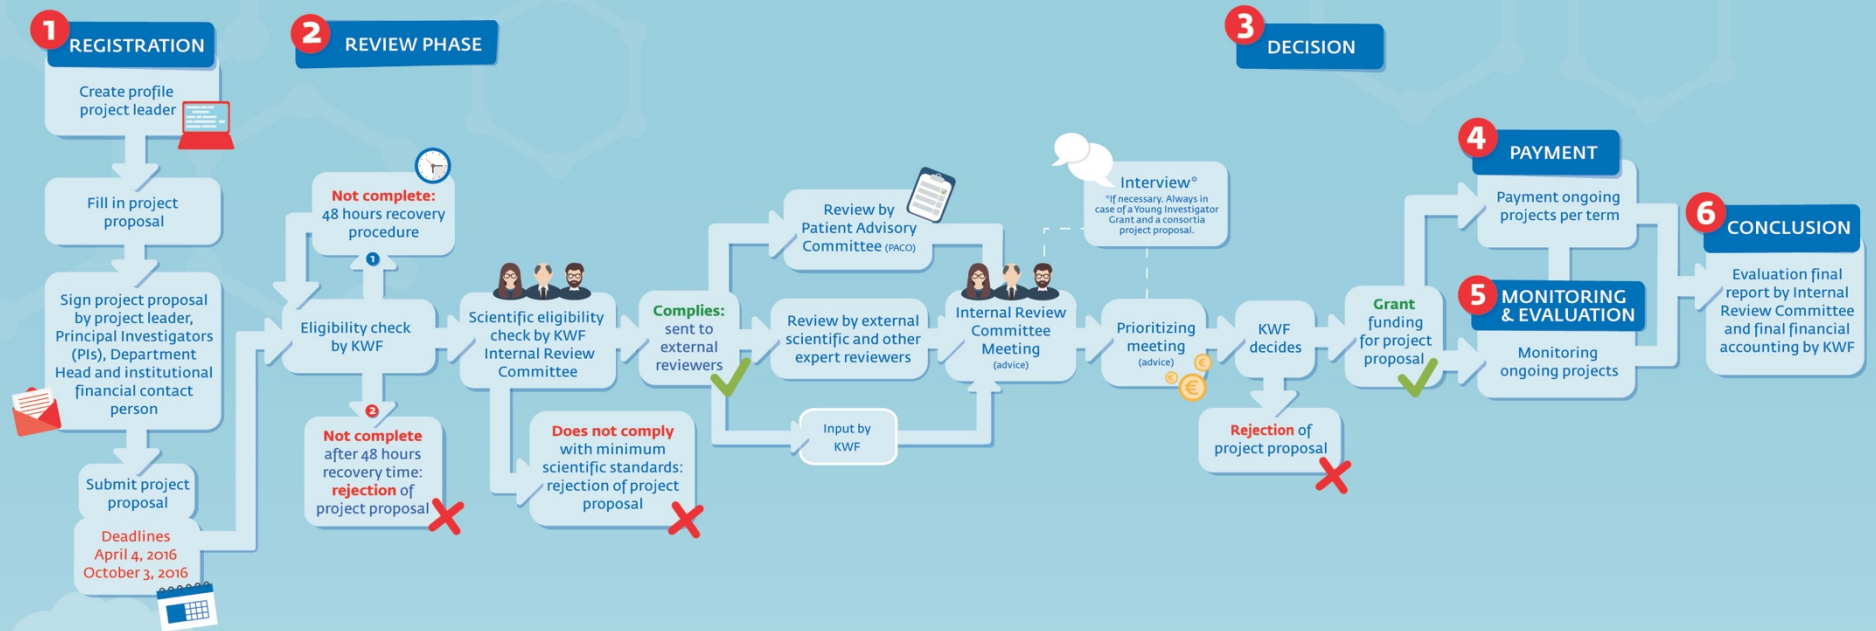 1
REGISTRATION
Create profile
project leader
Fill in project
proposal
Sign project proposal
by project leader,
Principal Investigators
(PIs), Department
Head and institutional
financial contact
person
Submit project
proposal
Deadlines
April 4, 2016
October 3, 2016
2
REVIEW PHASE
Not complete:
48 hours recovery
procedure
1
Eligibility check
by KWF
2
Not complete
after 48 hours
recovery time:
rejection of
project proposal
Scientific eligibility
check by KWF
Internal Review
Committee
Does not comply
with minimum
scientific standards:
rejection of project
proposal
Complies:
sent to
external
reviewers
Review by
Patient Advisory
Committee (PACO)
Review by external
scientific and other
expert reviewers
Input by
KWF
Internal Review
Committee
Meeting
(advice)
Interview*
*If necessary. Always in
case of a Young Investigator
Grant and a consortia
project proposal.
Prioritizing
meeting
(advice)
€
€
€
3
DECISION
KWF
decides
Rejection of
project proposal
Grant
funding
for project
proposal
4
PAYMENT
Payment ongoing
projects per term
5
MONITORING
& EVALUATION
Monitoring
ongoing projects
6
CONCLUSION
Evaluation final
report by Internal
Review Committee
and final financial
accounting by KWF